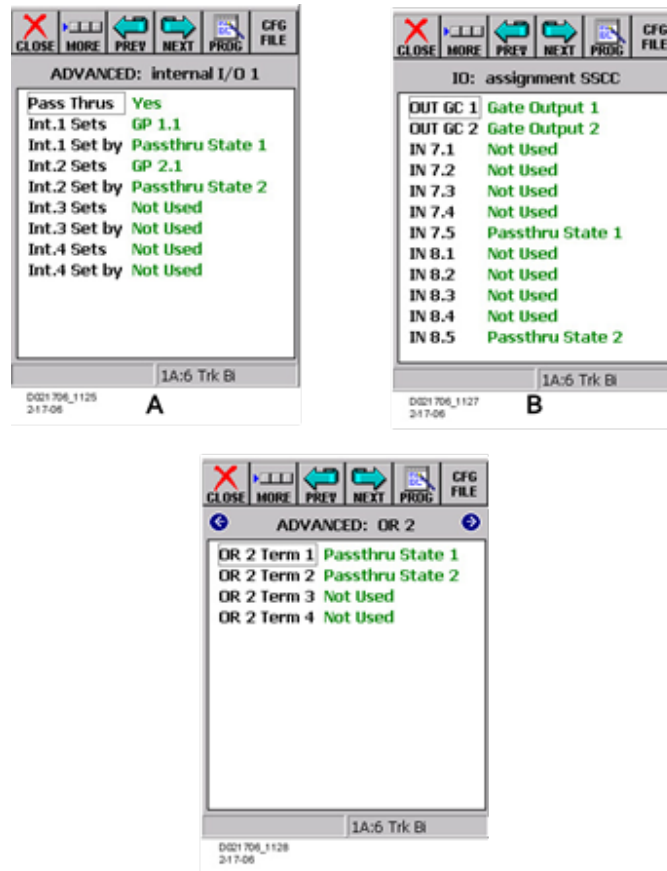 CLOSE MORE PREV NEXT PROG CFG FILE
ADVANCED: internal I/O 1
Pass Thrus Yes
Int.1 Sets GP 1.1
Int.1 Set by Passthru State 1
Int.2 Sets GP 2.1
Int.2 Set by Passthru State 2
Int.3 Sets Not Used
Int.3 Set by Not Used
Int.4 Sets Not Used
Int.4 Set by Not Used
1A:6 Trk Bi
D021706_1125
2-17-06
A
CLOSE MORE PREV NEXT PROG CFG FILE
IO: assignment SSCC
OUT GC 1 Gate Output 1
OUT GC 2 Gate Output 2
IN 7.1 Not Used
IN 7.2 Not Used
IN 7.3 Not Used
IN 7.4 Not Used
IN 7.5 Passthru State 1
IN 8.1 Not Used
IN 8.2 Not Used
IN 8.3 Not Used
IN 8.4 Not Used
IN 8.5 Passthru State 2
1A:6 Trk Bi
D021706_1127
2-17-06
B
CLOSE MORE PREV NEXT PROG CFG FILE
ADVANCED: OR 2
OR 2 Term 1 Passthru State 1
OR 2 Term 2 Passthru State 2
OR 2 Term 3 Not Used
OR 2 Term 4 Not Used
1A:6 Trk Bi
D021706_1128
2-17-06